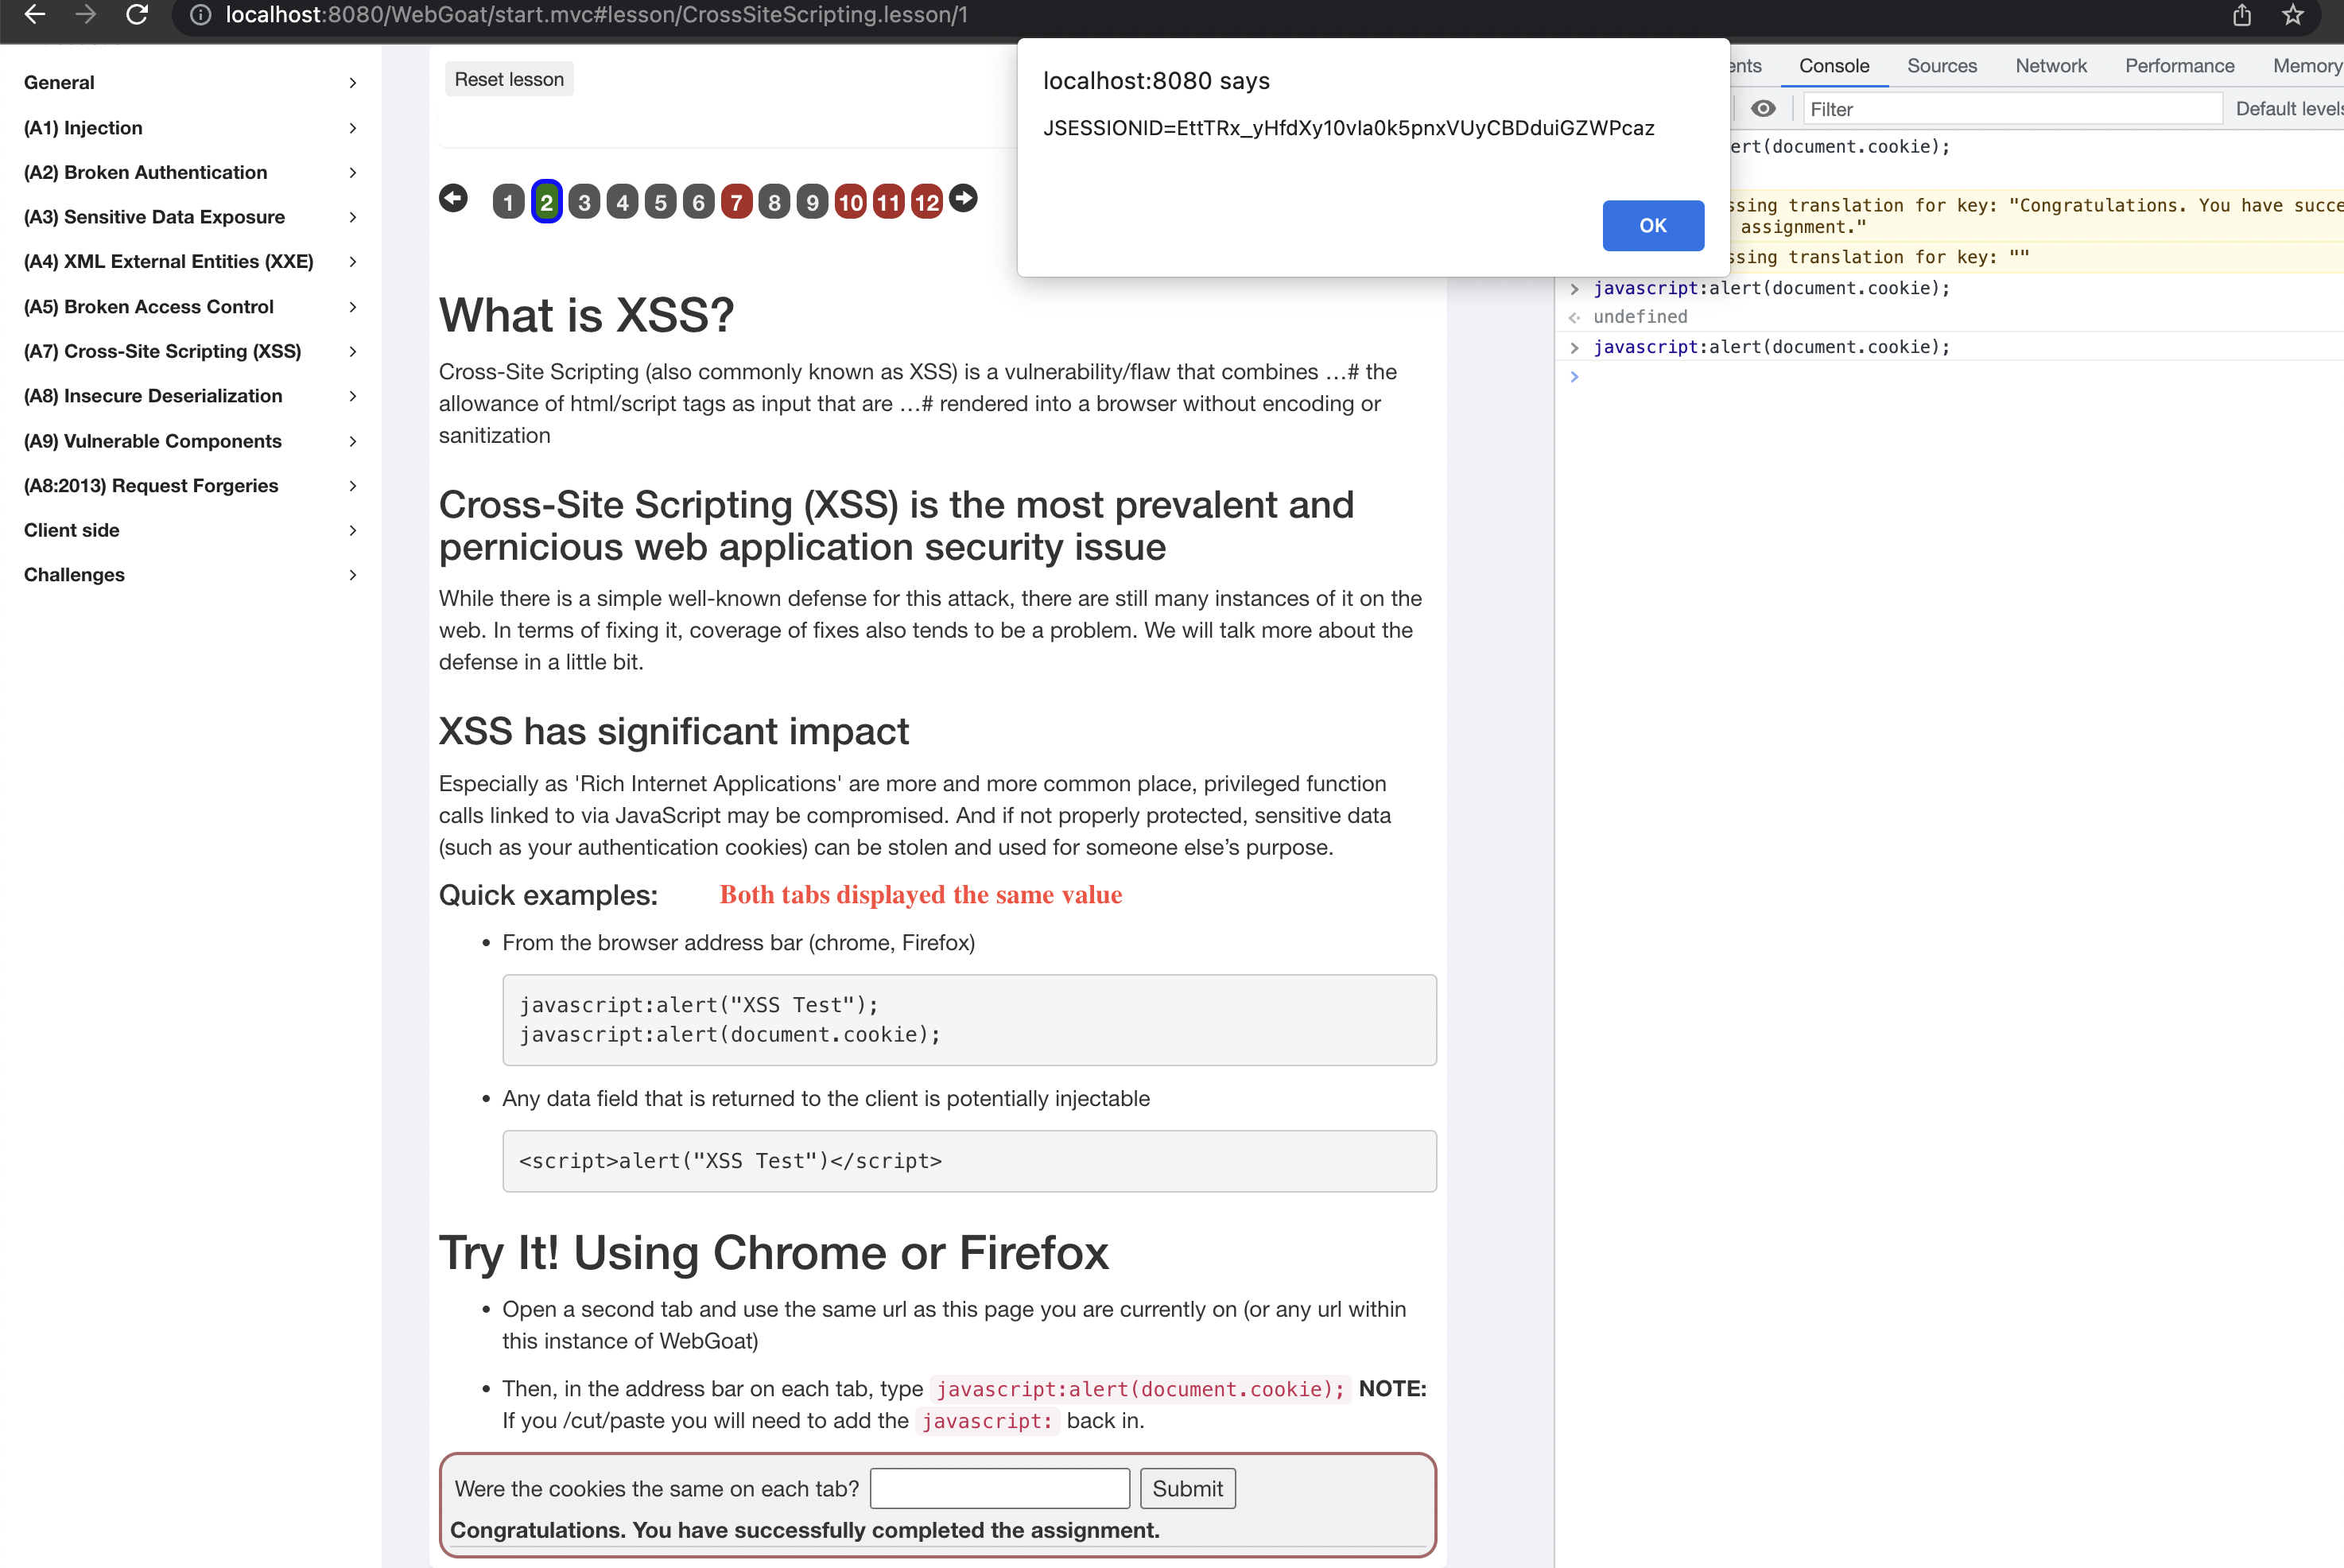 localhost:8080/WebGoat/start.mvc#lesson/CrossSiteScripting.lesson/1
General
(A1) Injection
(A2) Broken Authentication
(A3) Sensitive Data Exposure
(A4) XML External Entities (XXE)
(A5) Broken Access Control
(A7) Cross-Site Scripting (XSS)
(A8) Insecure Deserialization
(A9) Vulnerable Components
(A8:2013) Request Forgeries
Client side
Challenges
Reset lesson
1 2 3 4 5 6 7 8 9 10 11 12
localhost:8080 says
JSESSIONID=EttTRx_yHfdXy10vIa0k5pnxVUyCBDduiGZWPcaz
OK
What is XSS?
Cross-Site Scripting (also commonly known as XSS) is a vulnerability/flaw that combines …# the
allowance of html/script tags as input that are …# rendered into a browser without encoding or
sanitization
Cross-Site Scripting (XSS) is the most prevalent and
pernicious web application security issue
While there is a simple well-known defense for this attack, there are still many instances of it on the
web. In terms of fixing it, coverage of fixes also tends to be a problem. We will talk more about the
defense in a little bit.
XSS has significant impact
Especially as 'Rich Internet Applications' are more and more common place, privileged function
calls linked to via JavaScript may be compromised. And if not properly protected, sensitive data
(such as your authentication cookies) can be stolen and used for someone else’s purpose.
Quick examples: Both tabs displayed the same value
• From the browser address bar (chrome, Firefox)
javascript:alert("XSS Test");
javascript:alert(document.cookie);
• Any data field that is returned to the client is potentially injectable
<script>alert("XSS Test")</script>
Try It! Using Chrome or Firefox
• Open a second tab and use the same url as this page you are currently on (or any url within
this instance of WebGoat)
• Then, in the address bar on each tab, type javascript:alert(document.cookie); NOTE:
If you /cut/paste you will need to add the javascript: back in.
Were the cookies the same on each tab? Submit
Congratulations. You have successfully completed the assignment.
ents Console Sources Network Performance Memory
Filter Default levels
ert(document.cookie);
ssing translation for key: "Congratulations. You have succe
assignment."
ssing translation for key: ""
> javascript:alert(document.cookie);
undefined
> javascript:alert(document.cookie);
>